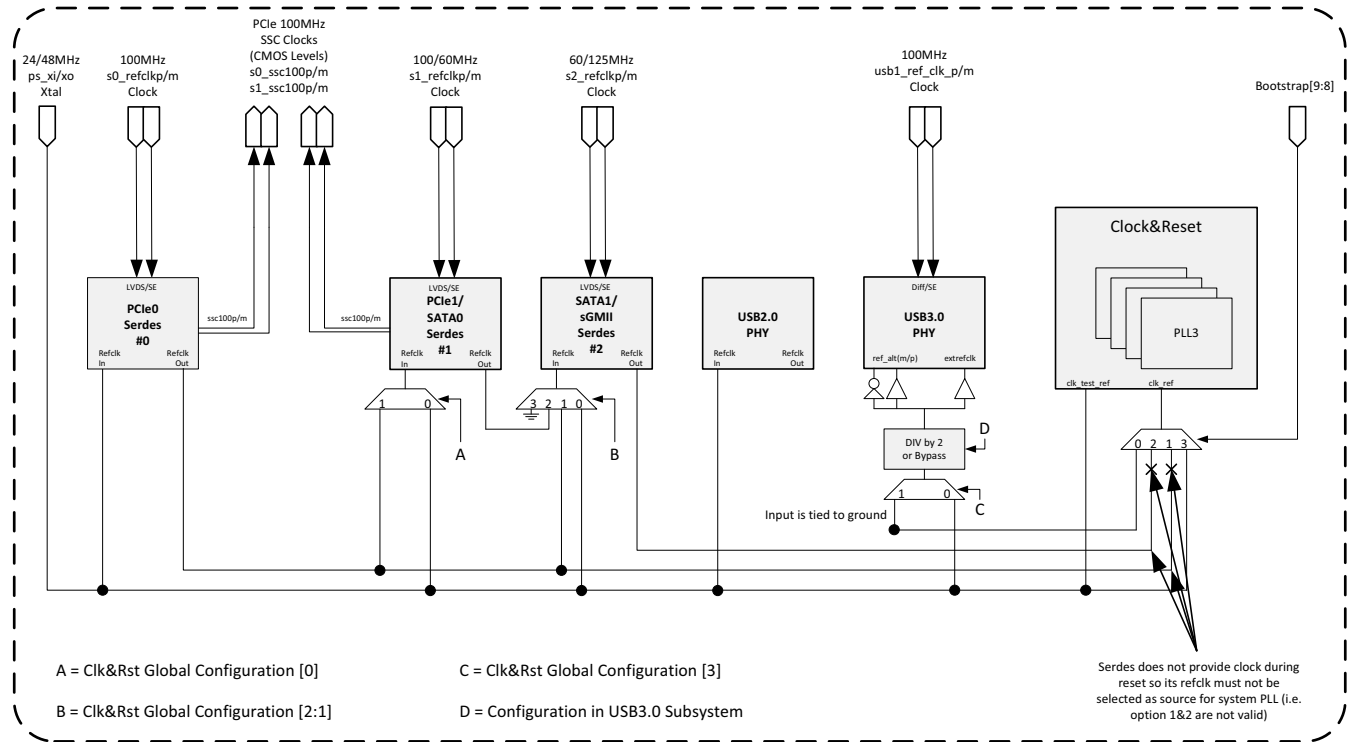 PCIe 100MHz
SSC Clocks
(CMOS Levels)
s0_ssc100p/m
s1_ssc100p/m
24/48MHz
ps_xi/xo
Xtal
100MHz
s0_refclkp/m
Clock
100/60MHz
s1_refclkp/m
Clock
60/125MHz
s2_refclkp/m
Clock
100MHz
usb1_ref_clk_p/m
Clock
Bootstrap[9:8]
LVDS/SE
PCIe0
Serdes
#0
Refclk
In
Refclk
Out
ssc100p/m
ssc100p/m
LVDS/SE
PCIe1/
SATA0
Serdes
#1
Refclk
In
Refclk
Out
LVDS/SE
SATA1/
sGMII
Serdes
#2
Refclk
In
Refclk
Out
USB2.0
PHY
Refclk
In
Refclk
Out
Diff/SE
USB3.0
PHY
ref_alt(m/p)
extrefclk
Clock&Reset
PLL3
clk_test_ref
clk_ref
1 0
A
3 2 1 0
B
DIV by 2
or Bypass
D
1 0
C
0 2 1 3
Input is tied to ground
A = Clk&Rst Global Configuration [0]
B = Clk&Rst Global Configuration [2:1]
C = Clk&Rst Global Configuration [3]
D = Configuration in USB3.0 Subsystem
Serdes does not provide clock during
reset so its refclk must not be
selected as source for system PLL (i.e.
option 1&2 are not valid)